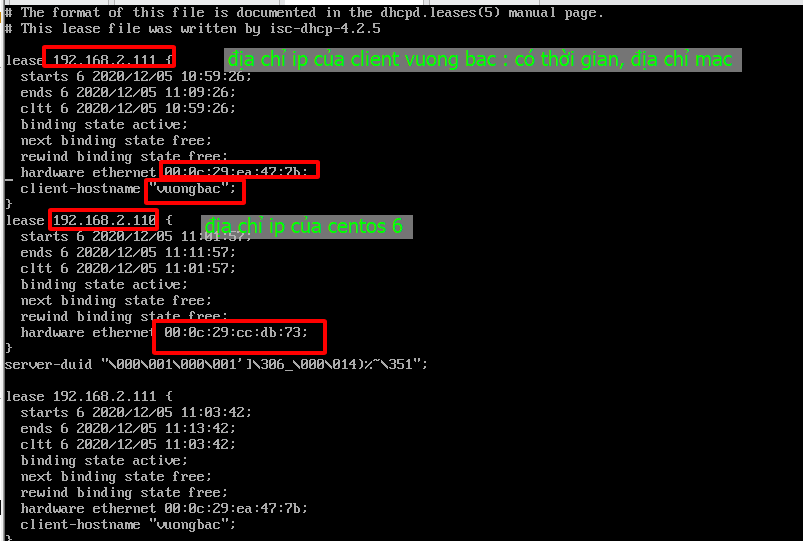 # The format of this file is documented in the dhcpd.leases(5) manual page.
# This lease file was written by isc-dhcp-4.2.5
lease 192.168.2.111 {
địa chỉ ip của client vuong bac : có thời gian, địa chỉ mac
starts 6 2020/12/05 10:59:26;
ends 6 2020/12/05 11:09:26;
cltt 6 2020/12/05 10:59:26;
binding state active;
next binding state free;
rewind binding state free;
hardware ethernet 00:0c:29:ea:47:7b;
client-hostname "vuongbac";
}
lease 192.168.2.110 {
địa chỉ ip của centos 6
starts 6 2020/12/05 11:01:57;
ends 6 2020/12/05 11:11:57;
cltt 6 2020/12/05 11:01:57;
binding state active;
next binding state free;
rewind binding state free;
hardware ethernet 00:0c:29:cc:db:73;
}
server-duid "\000\001\000\001']\306_\000\014)%~\351";
lease 192.168.2.111 {
starts 6 2020/12/05 11:03:42;
ends 6 2020/12/05 11:13:42;
cltt 6 2020/12/05 11:03:42;
binding state active;
next binding state free;
rewind binding state free;
hardware ethernet 00:0c:29:ea:47:7b;
client-hostname "vuongbac";
}